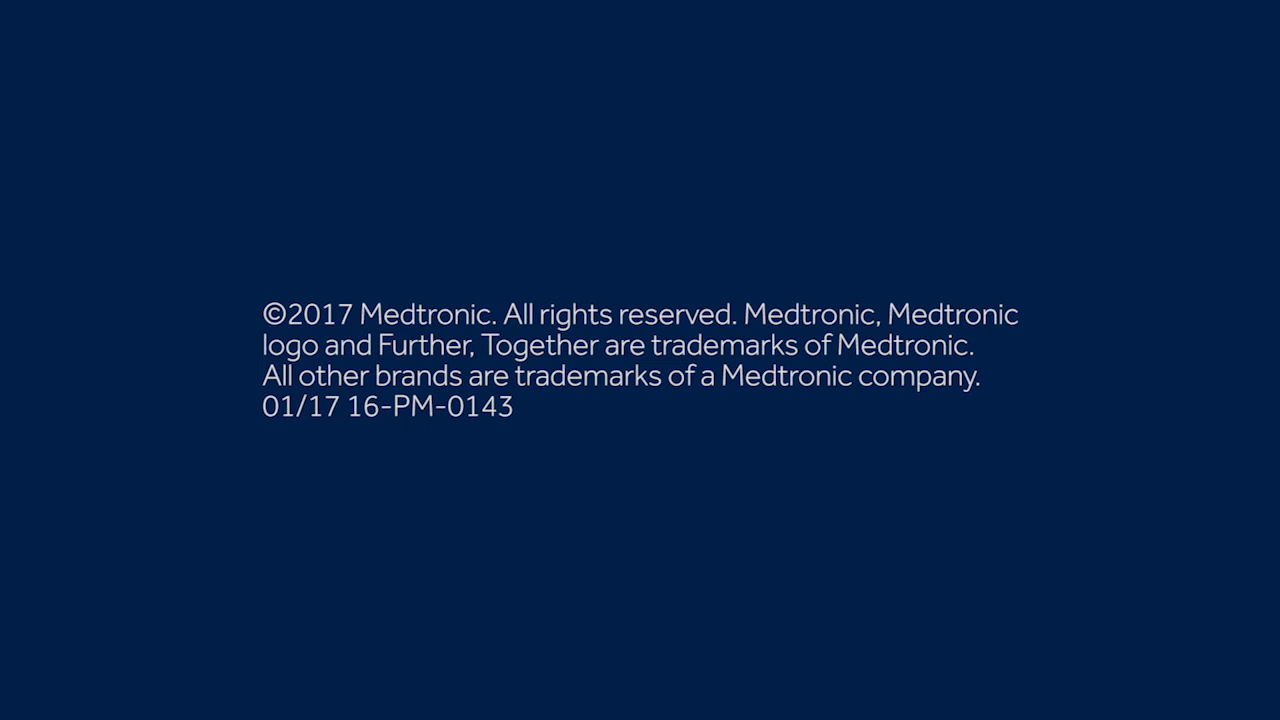 ©2017 Medtronic. All rights reserved. Medtronic, Medtronic
logo and Further, Together are trademarks of Medtronic.
All other brands are trademarks of a Medtronic company.
01/17 16-PM-0143